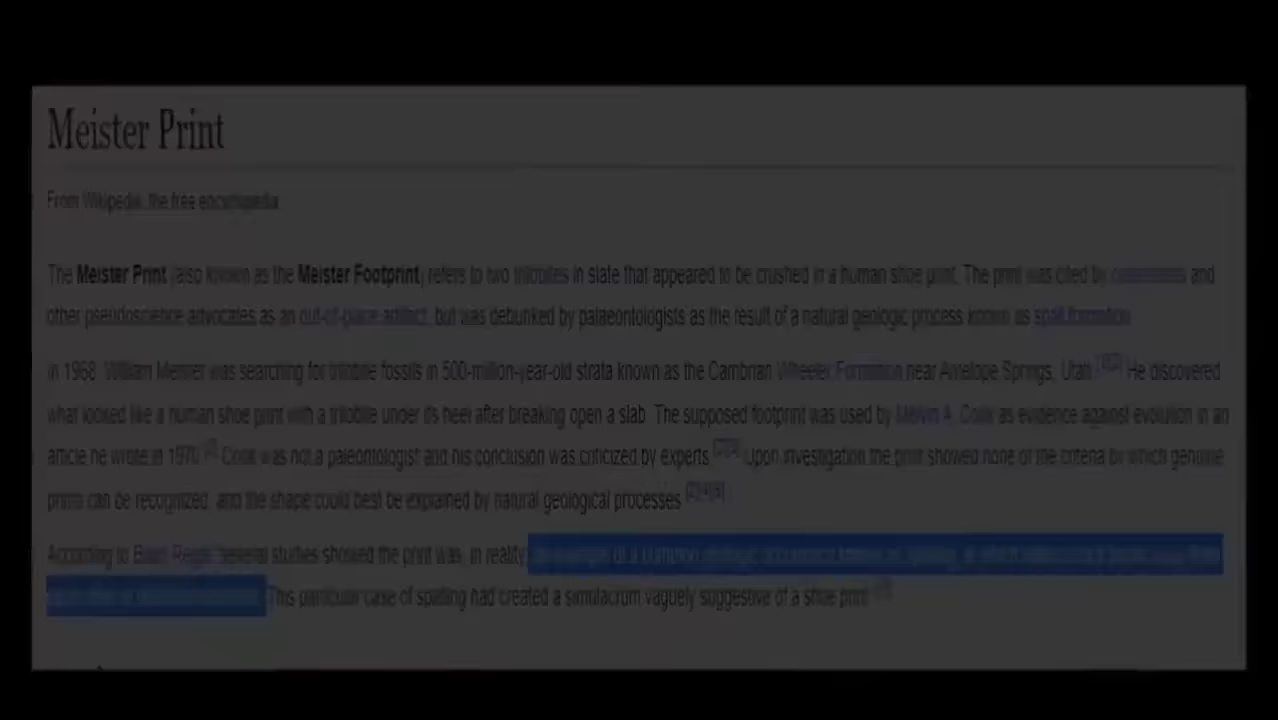 Meister Print
From Wikipedia, the free encyclopedia
The Meister Print (also known as the Meister Footprint) refers to two trilobites in slate that appeared to be crushed in a human shoe print. The print was cited by creationists and
other pseudoscience advocates as an out-of-place artifact, but was debunked by palaeontologists as the result of a natural geologic process known as spall formation.
In 1968, William Meister was searching for trilobite fossils in 500-million-year-old strata known as the Cambrian Wheeler Formation near Antelope Springs, Utah. He discovered
what looked like a human shoe print with a trilobite under its heel after breaking open a slab. The supposed footprint was used by Melvin A. Cook as evidence against evolution in an
article he wrote in 1970. Cook was not a paleontologist and his conclusion was criticized by experts. Upon investigation the print showed none of the criteria by which genuine
prints can be recognized, and the shape could best be explained by natural geological processes.
According to several studies showed the print was, in reality,
This particular case of spalling had created a simulacrum vaguely suggestive of a shoe print